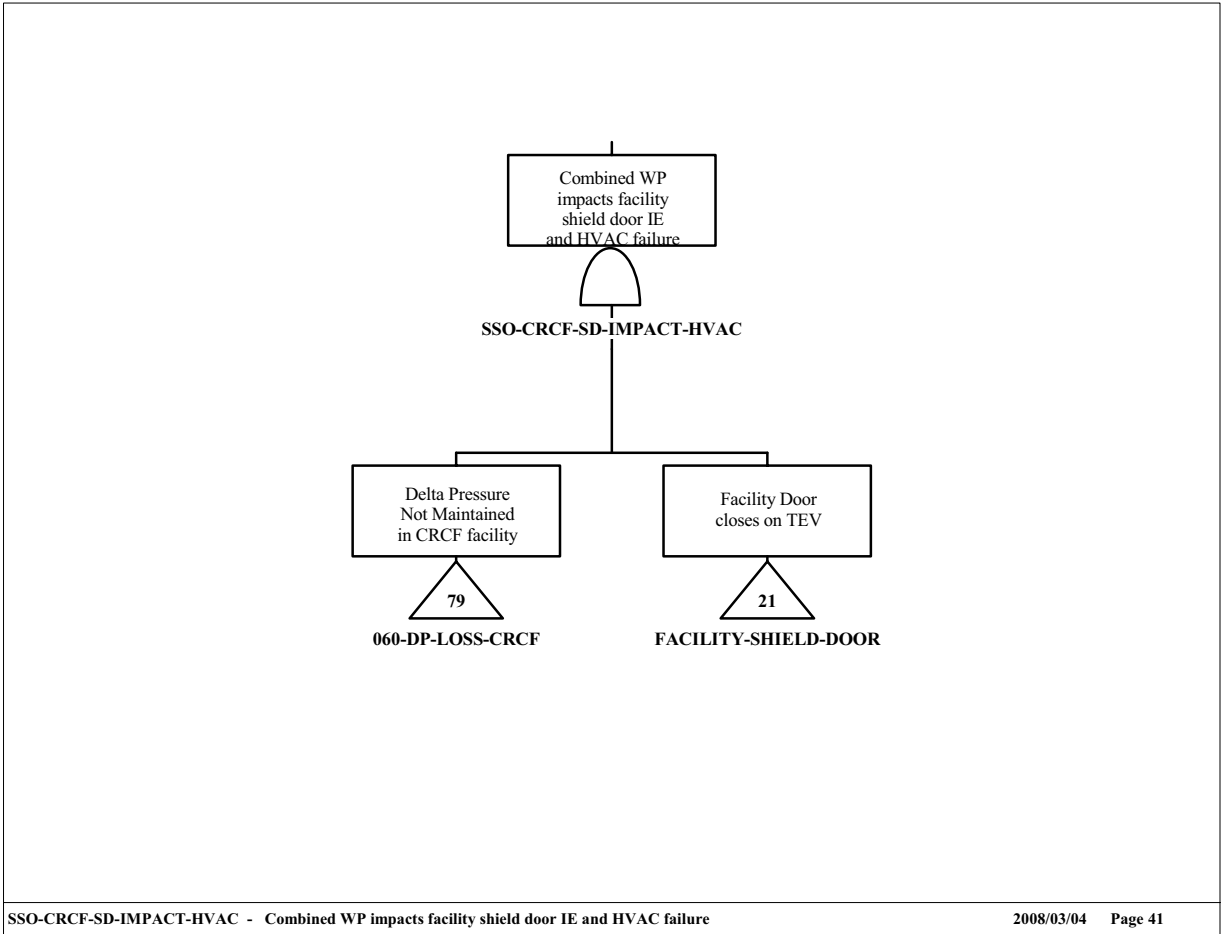 Combined WP
impacts facility
shield door IE
and HVAC failure
SSO-CRCF-SD-IMPACT-HVAC
Delta Pressure
Not Maintained
in CRCF facility
79
060-DP-LOSS-CRCF
Facility Door
closes on TEV
21
FACILITY-SHIELD-DOOR
SSO-CRCF-SD-IMPACT-HVAC - Combined WP impacts facility shield door IE and HVAC failure 2008/03/04 Page 41